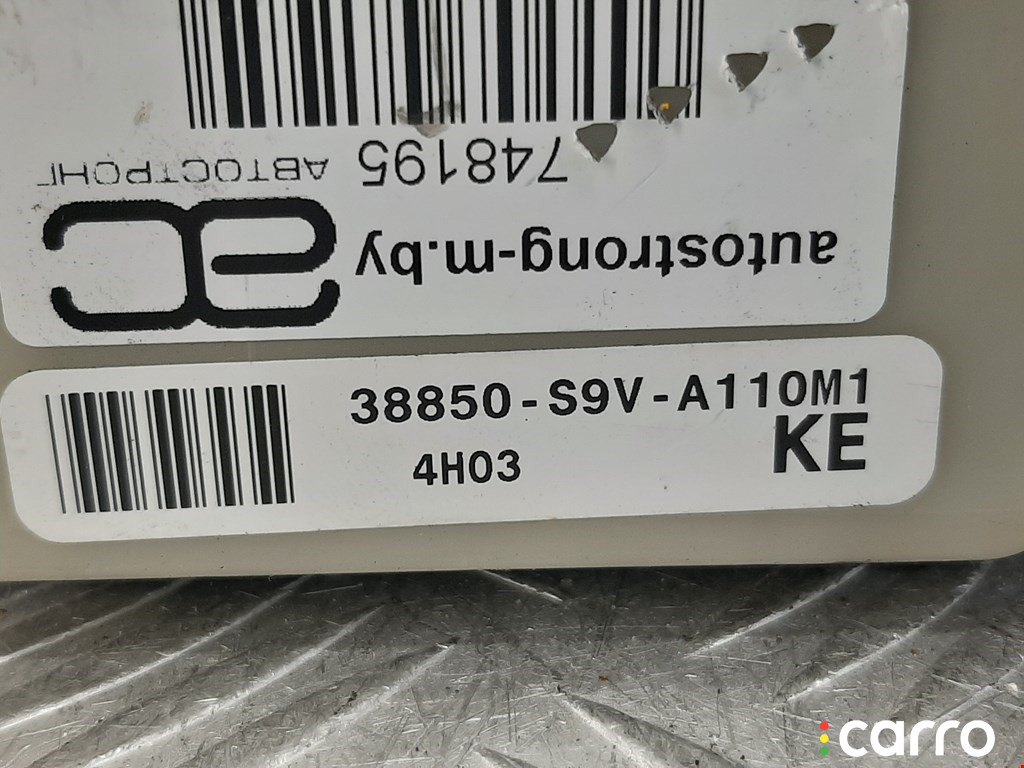 autostrong-m.by
748195 АВТОСТРОНГ
38850-S9V-A110M1
4H03 KE
carro